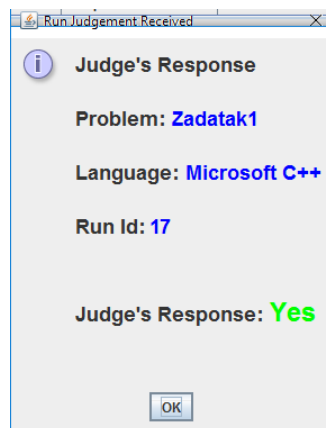 Run Judgement Received
Judge's Response
Problem: Zadatak1
Language: Microsoft C++
Run Id: 17
Judge's Response: Yes
OK